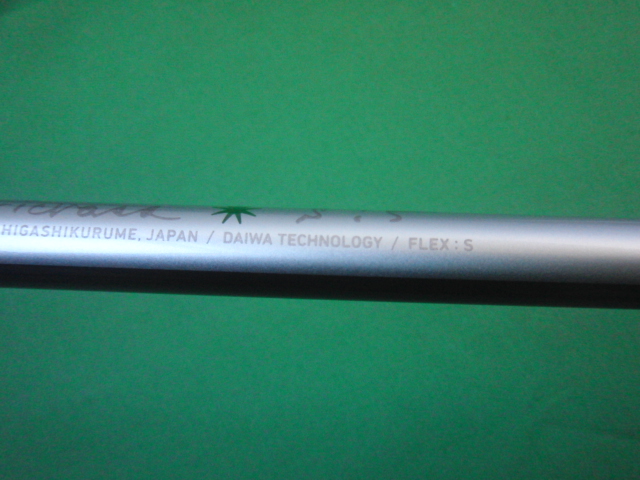 HIGASHIKURUME, JAPAN / DAIWA TECHNOLOGY / FLEX : S